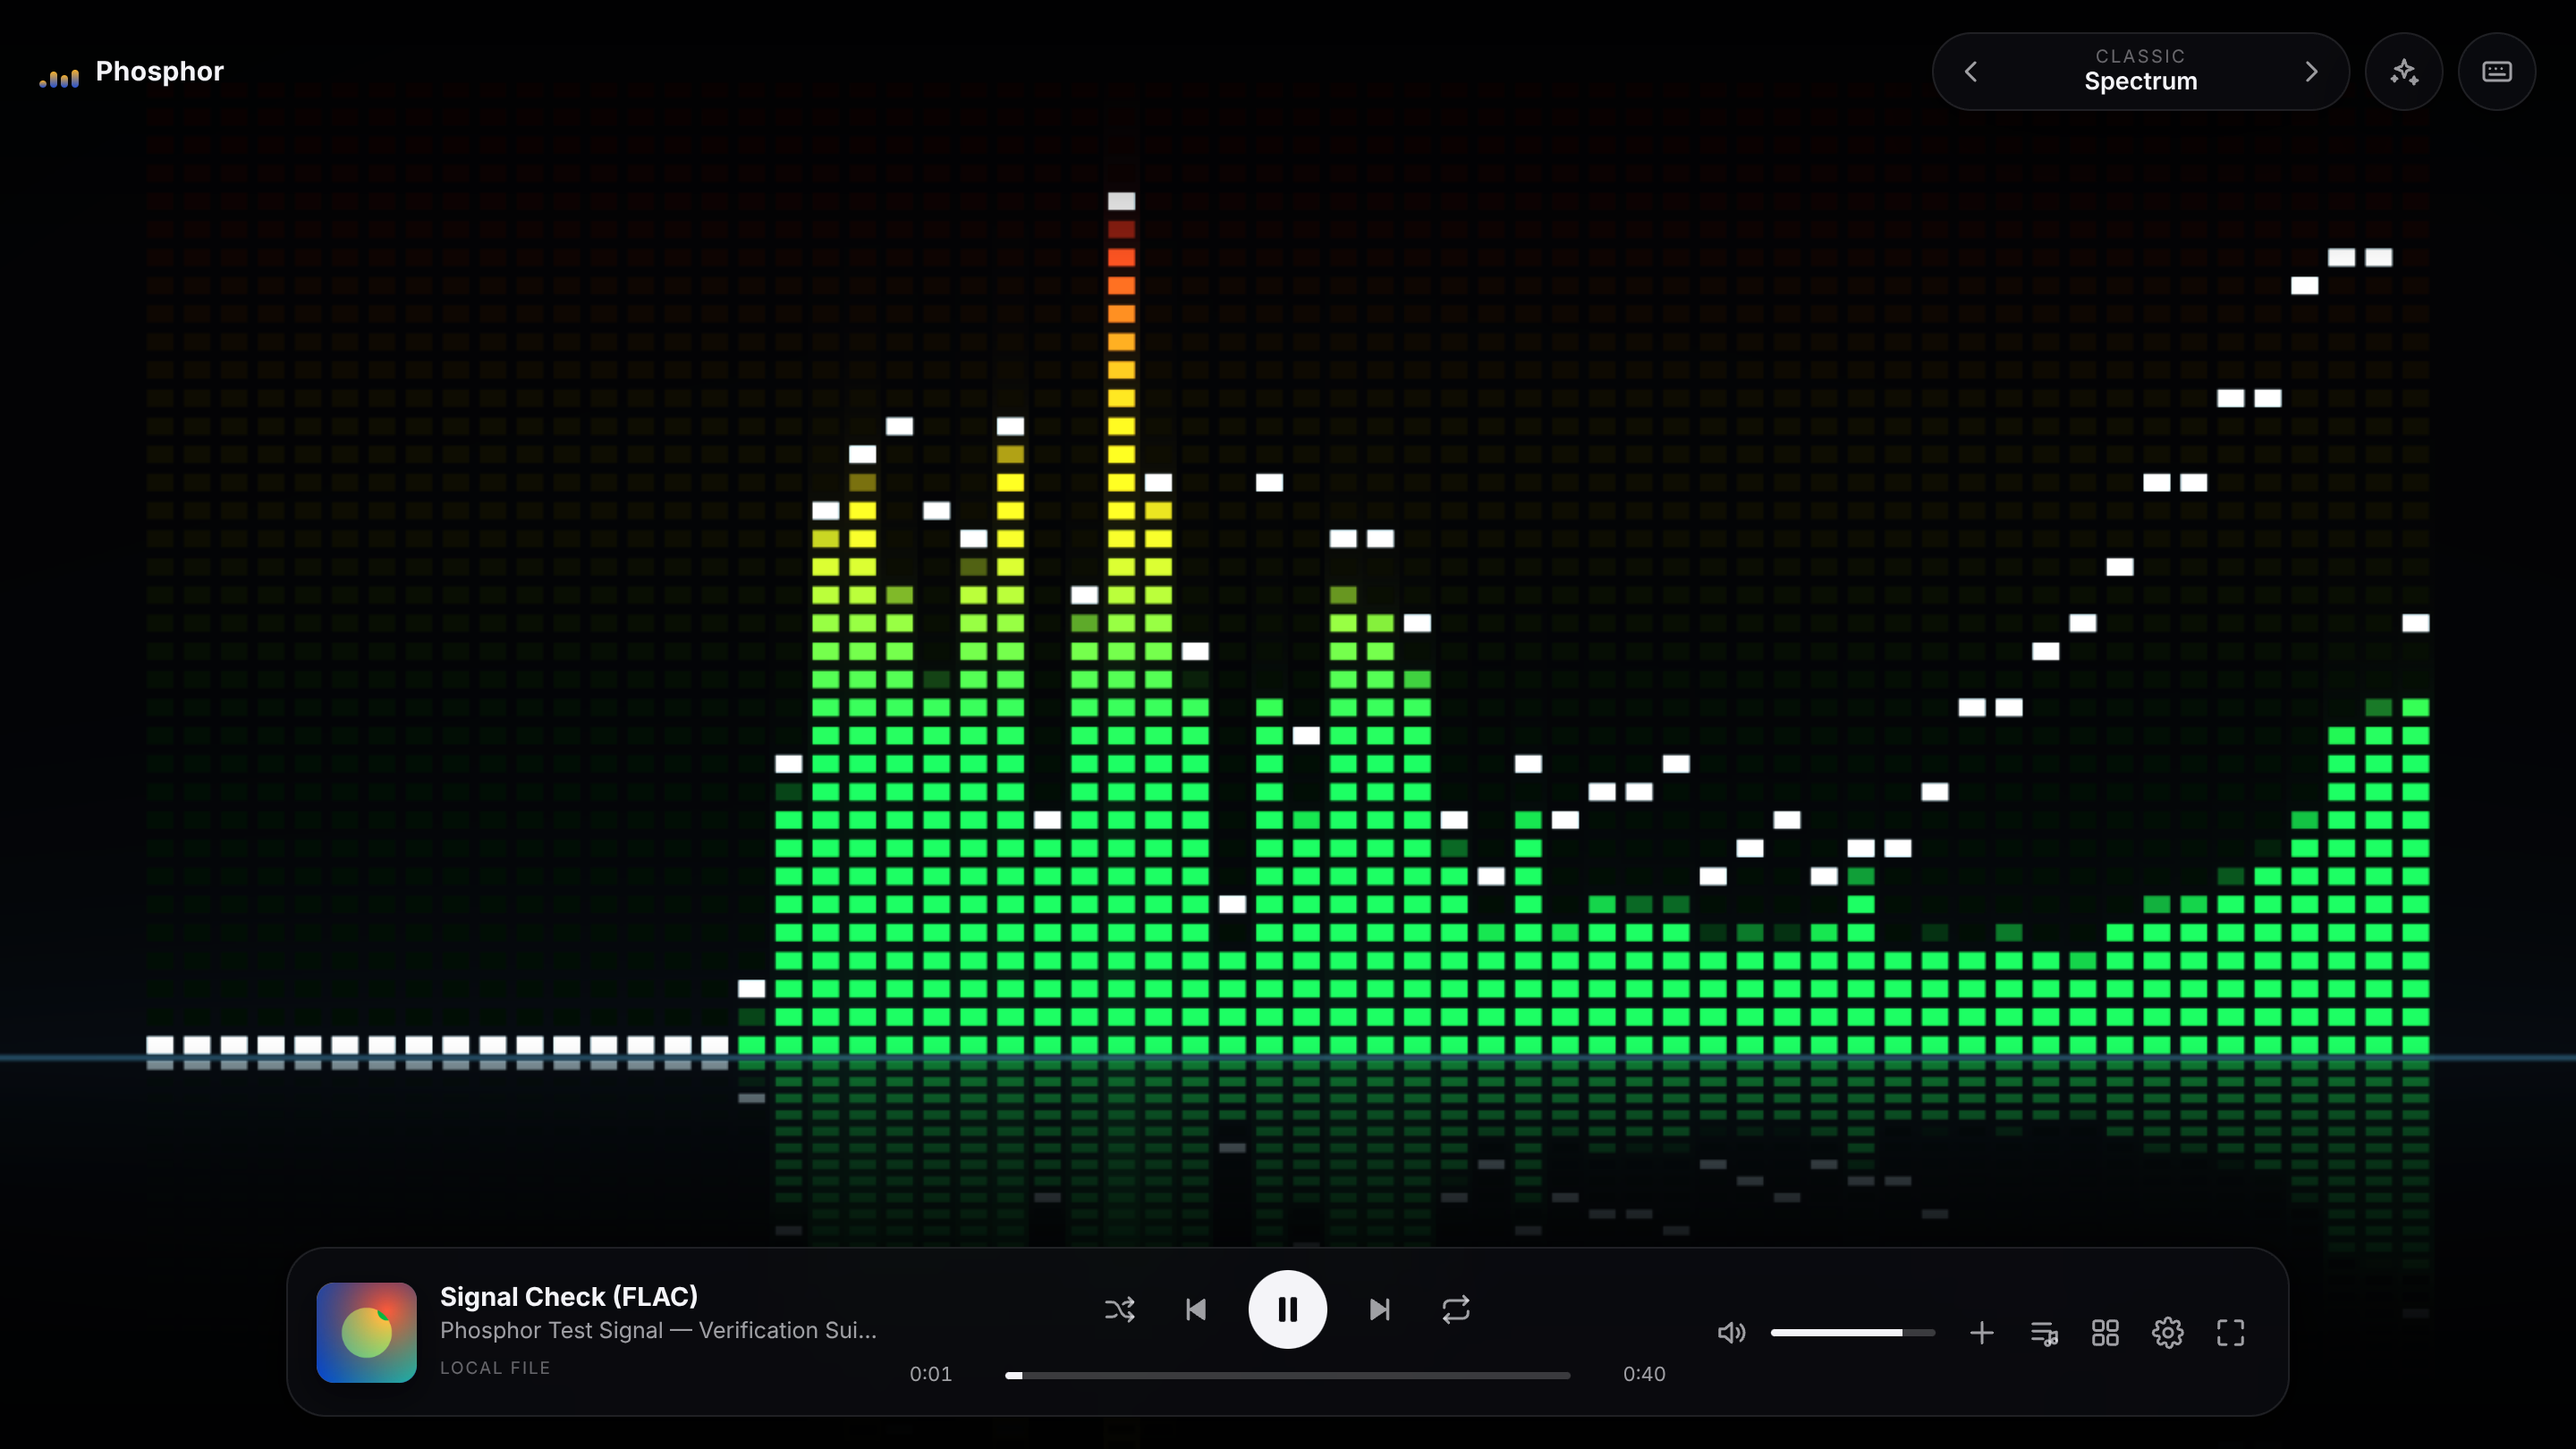 Phosphor
CLASSIC
Spectrum
Signal Check (FLAC)
Phosphor Test Signal — Verification Sui...
LOCAL FILE
0:01
0:40